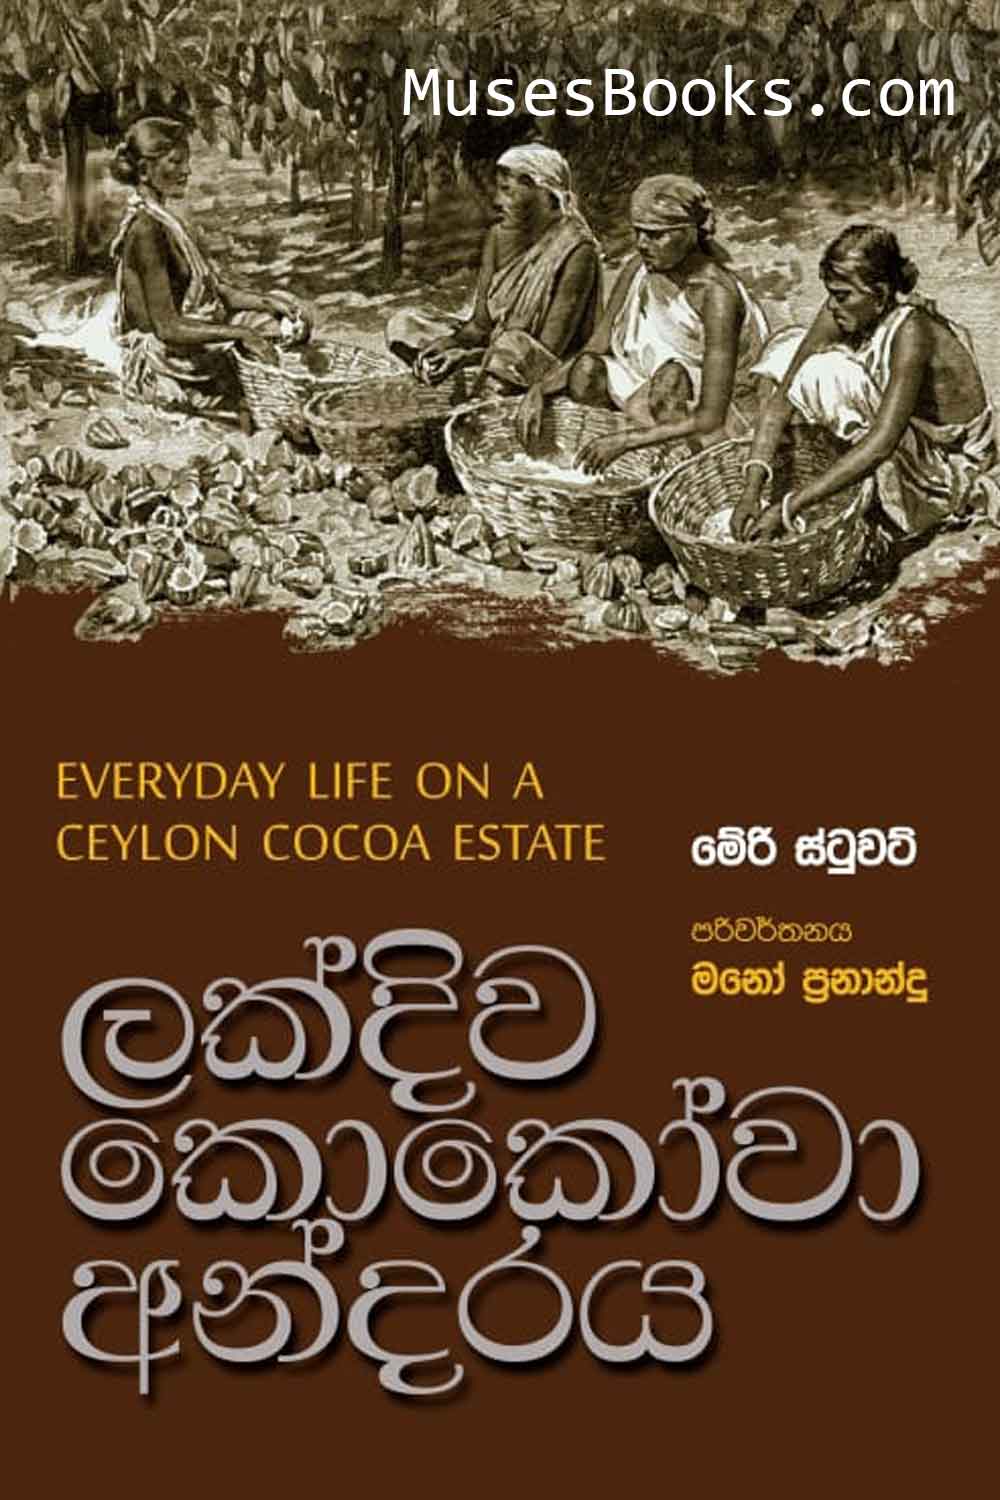 MusesBooks.com
EVERYDAY LIFE ON A
CEYLON COCOA ESTATE
මේරි ස්ටුවට්
පරිවර්තනය
මනෝ ප්‍රනාන්දු
ලක්දිව
කොකෝවා
අන්දරය